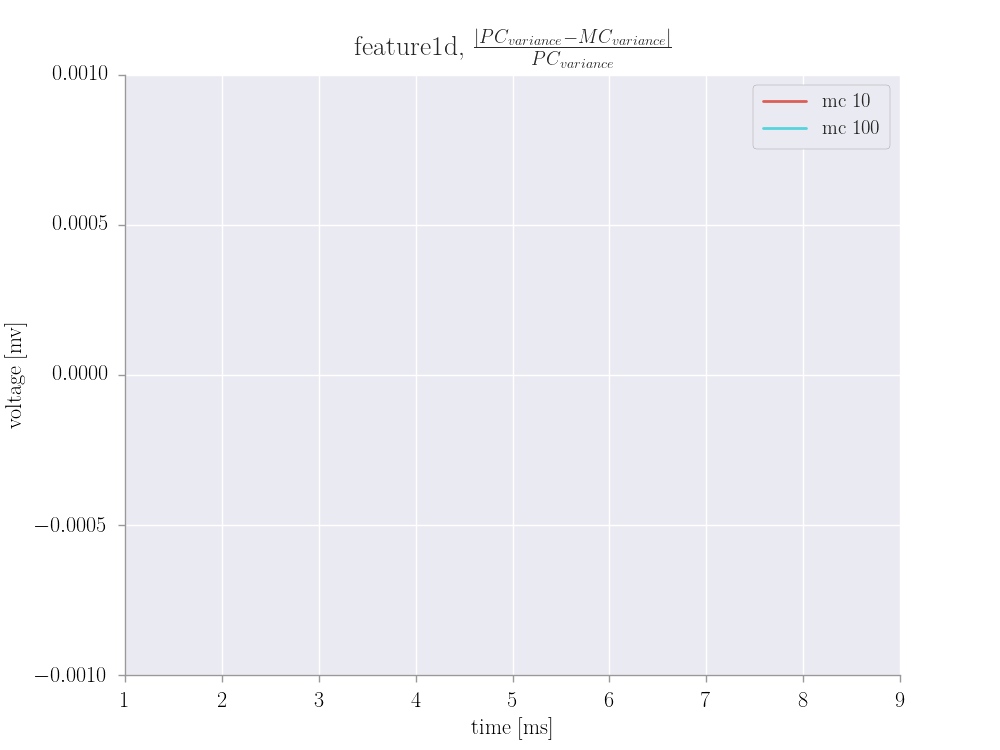 feature1d, |PC_variance−MC_variance| / PC_variance
mc 10
mc 100
0.0010
0.0005
0.0000
−0.0005
−0.0010
voltage [mv]
1 2 3 4 5 6 7 8 9
time [ms]